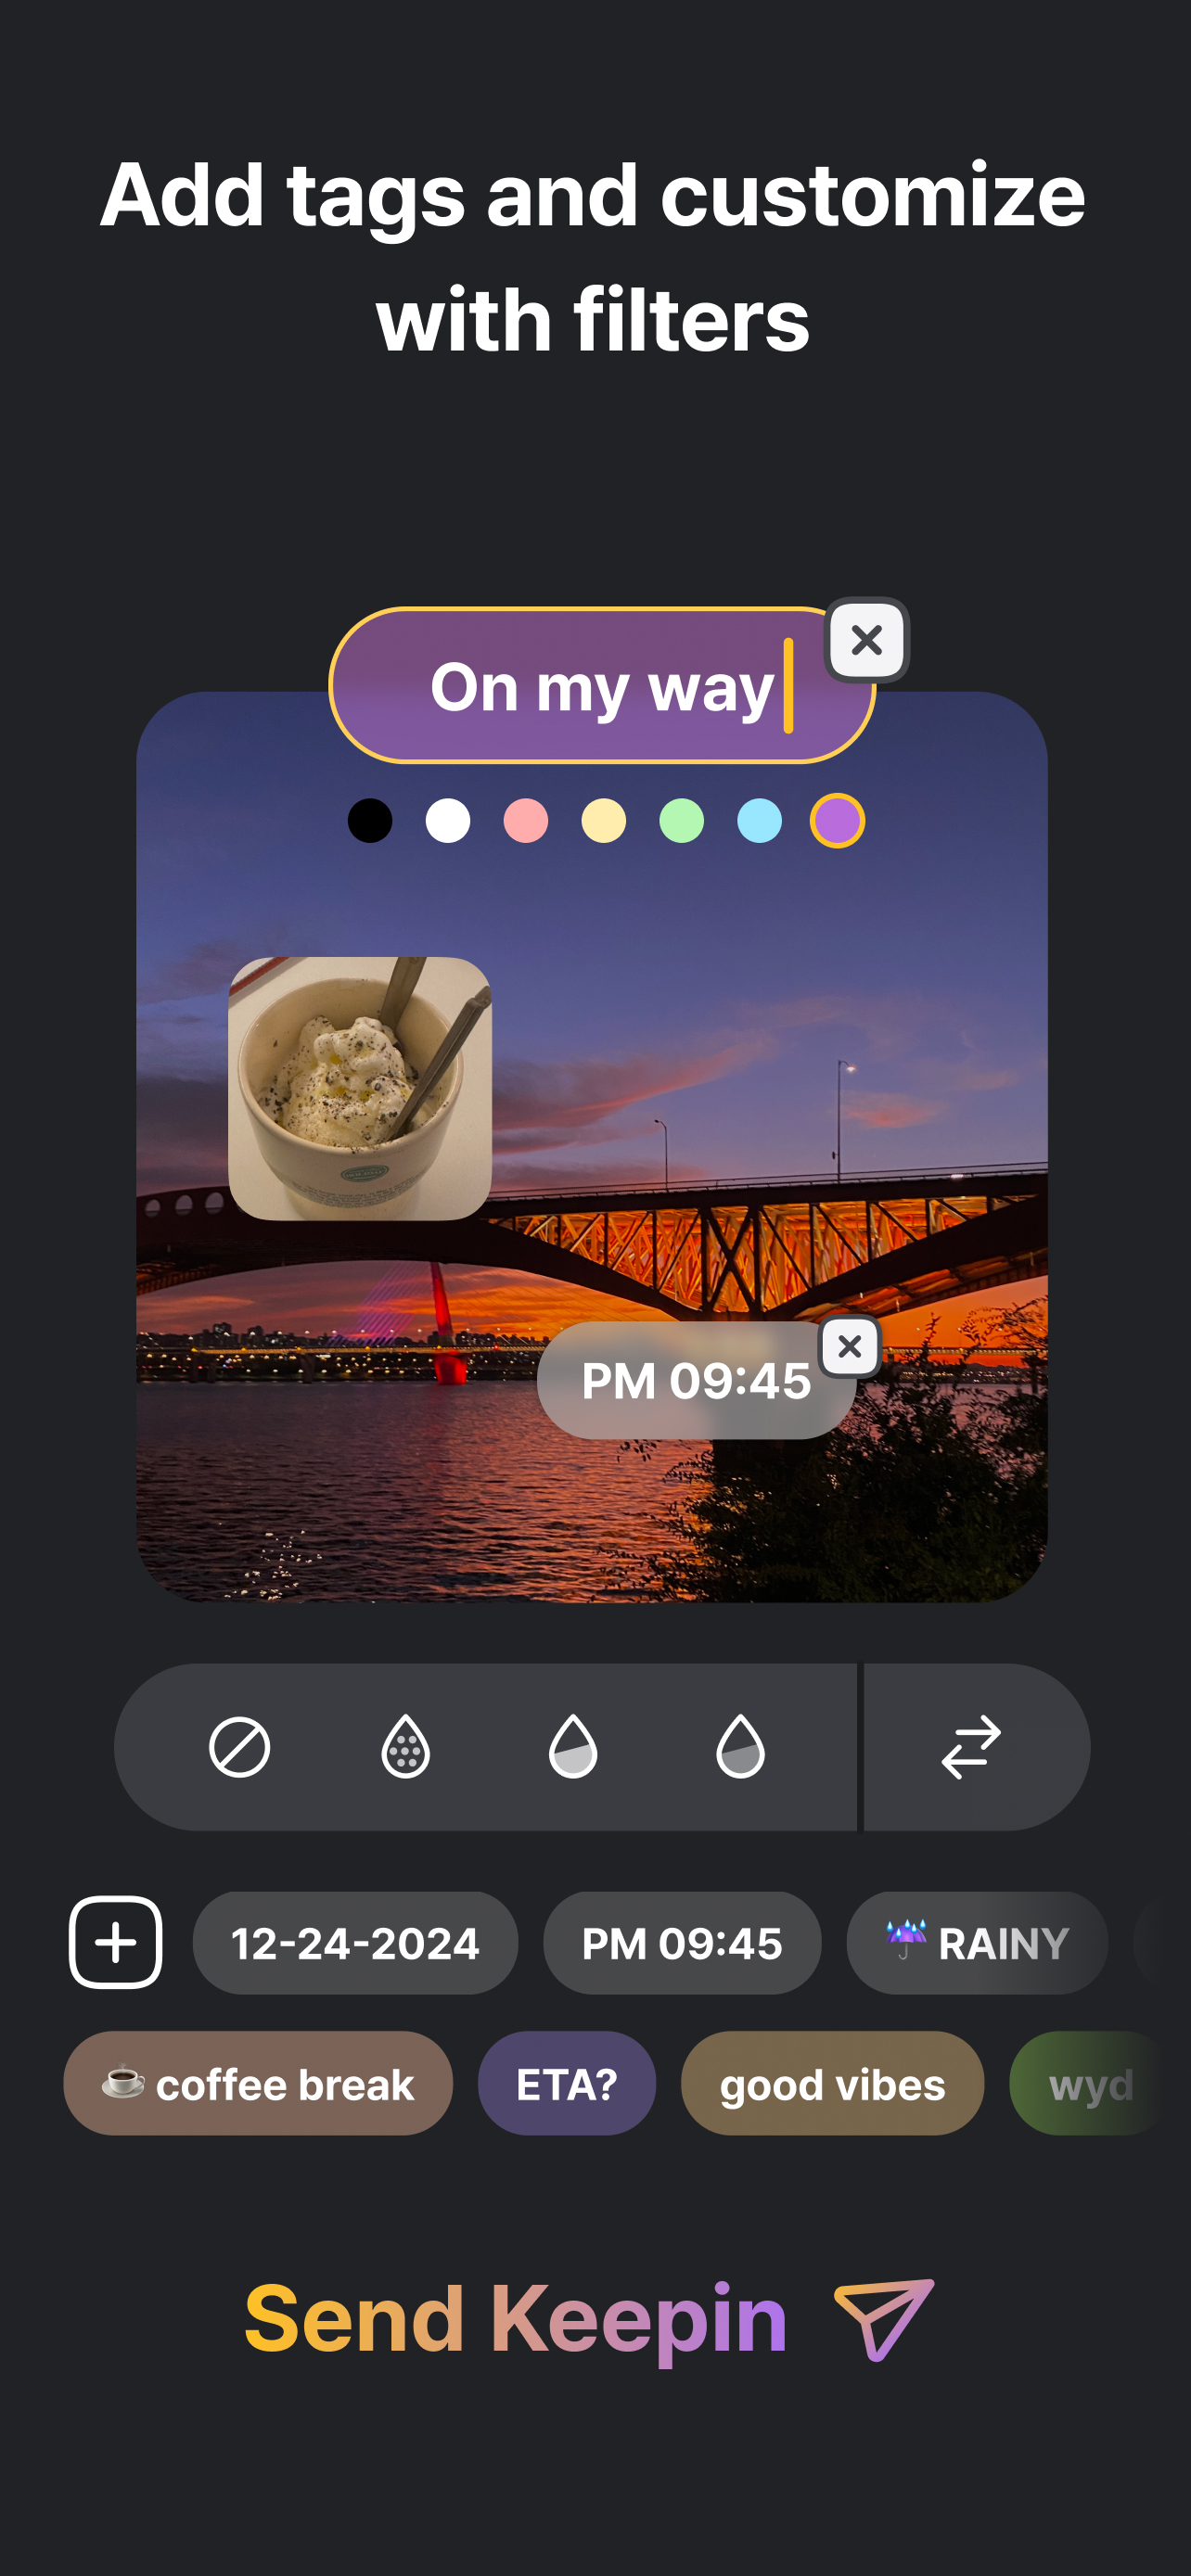 Add tags and customize
with filters
On my way
PM 09:45
12-24-2024
PM 09:45
☔ RAINY
☕ coffee break
ETA?
good vibes
wyd
Send Keepin